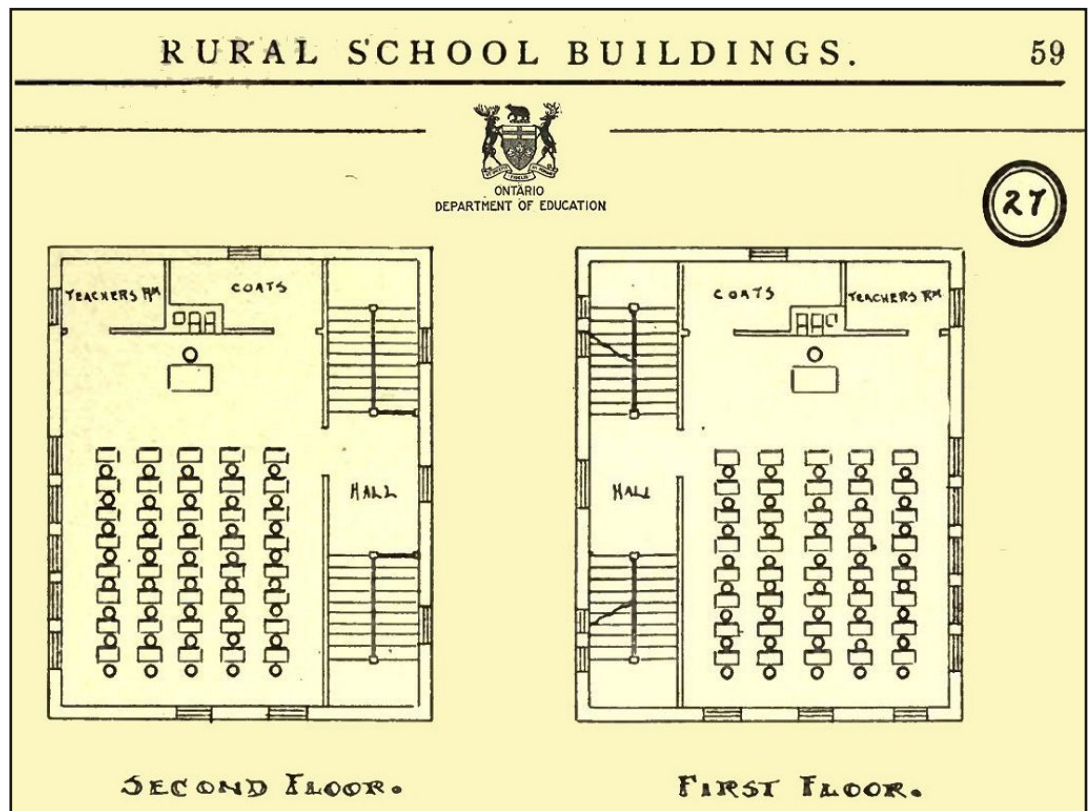 RURAL SCHOOL BUILDINGS. 59
ONTARIO
DEPARTMENT OF EDUCATION
27
TEACHERS RM
COATS
HALL
COATS
TEACHERS RM
HALL
SECOND FLOOR.
FIRST FLOOR.